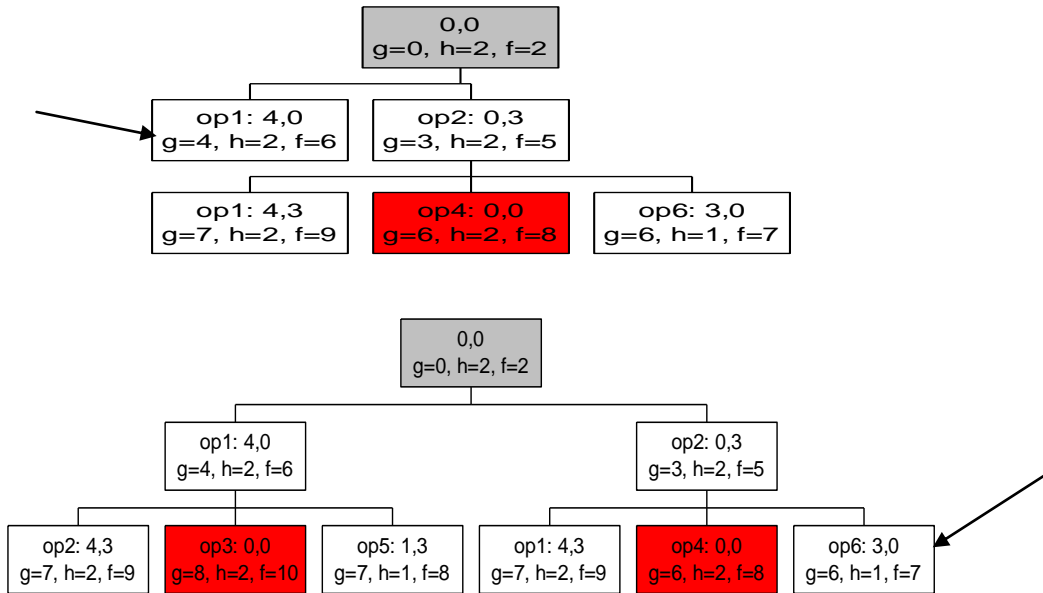 0,0
g=0, h=2, f=2
op1: 4,0
g=4, h=2, f=6
op2: 0,3
g=3, h=2, f=5
op1: 4,3
g=7, h=2, f=9
op4: 0,0
g=6, h=2, f=8
op6: 3,0
g=6, h=1, f=7
0,0
g=0, h=2, f=2
op1: 4,0
g=4, h=2, f=6
op2: 0,3
g=3, h=2, f=5
op2: 4,3
g=7, h=2, f=9
op3: 0,0
g=8, h=2, f=10
op5: 1,3
g=7, h=1, f=8
op1: 4,3
g=7, h=2, f=9
op4: 0,0
g=6, h=2, f=8
op6: 3,0
g=6, h=1, f=7